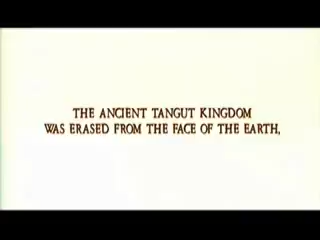 THE ANCIENT TANGUT KINGDOM
WAS ERASED FROM THE FACE OF THE EARTH,